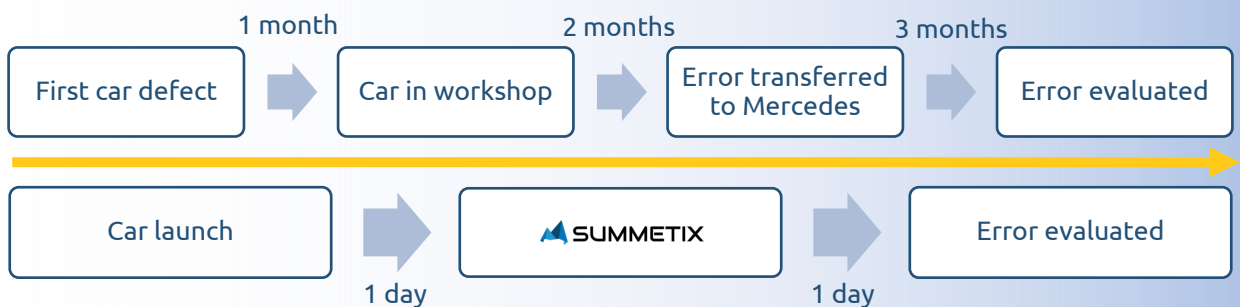 1 month
2 months
3 months
First car defect
Car in workshop
Error transferred
to Mercedes
Error evaluated
Car launch
SUMMETIX
Error evaluated
1 day
1 day